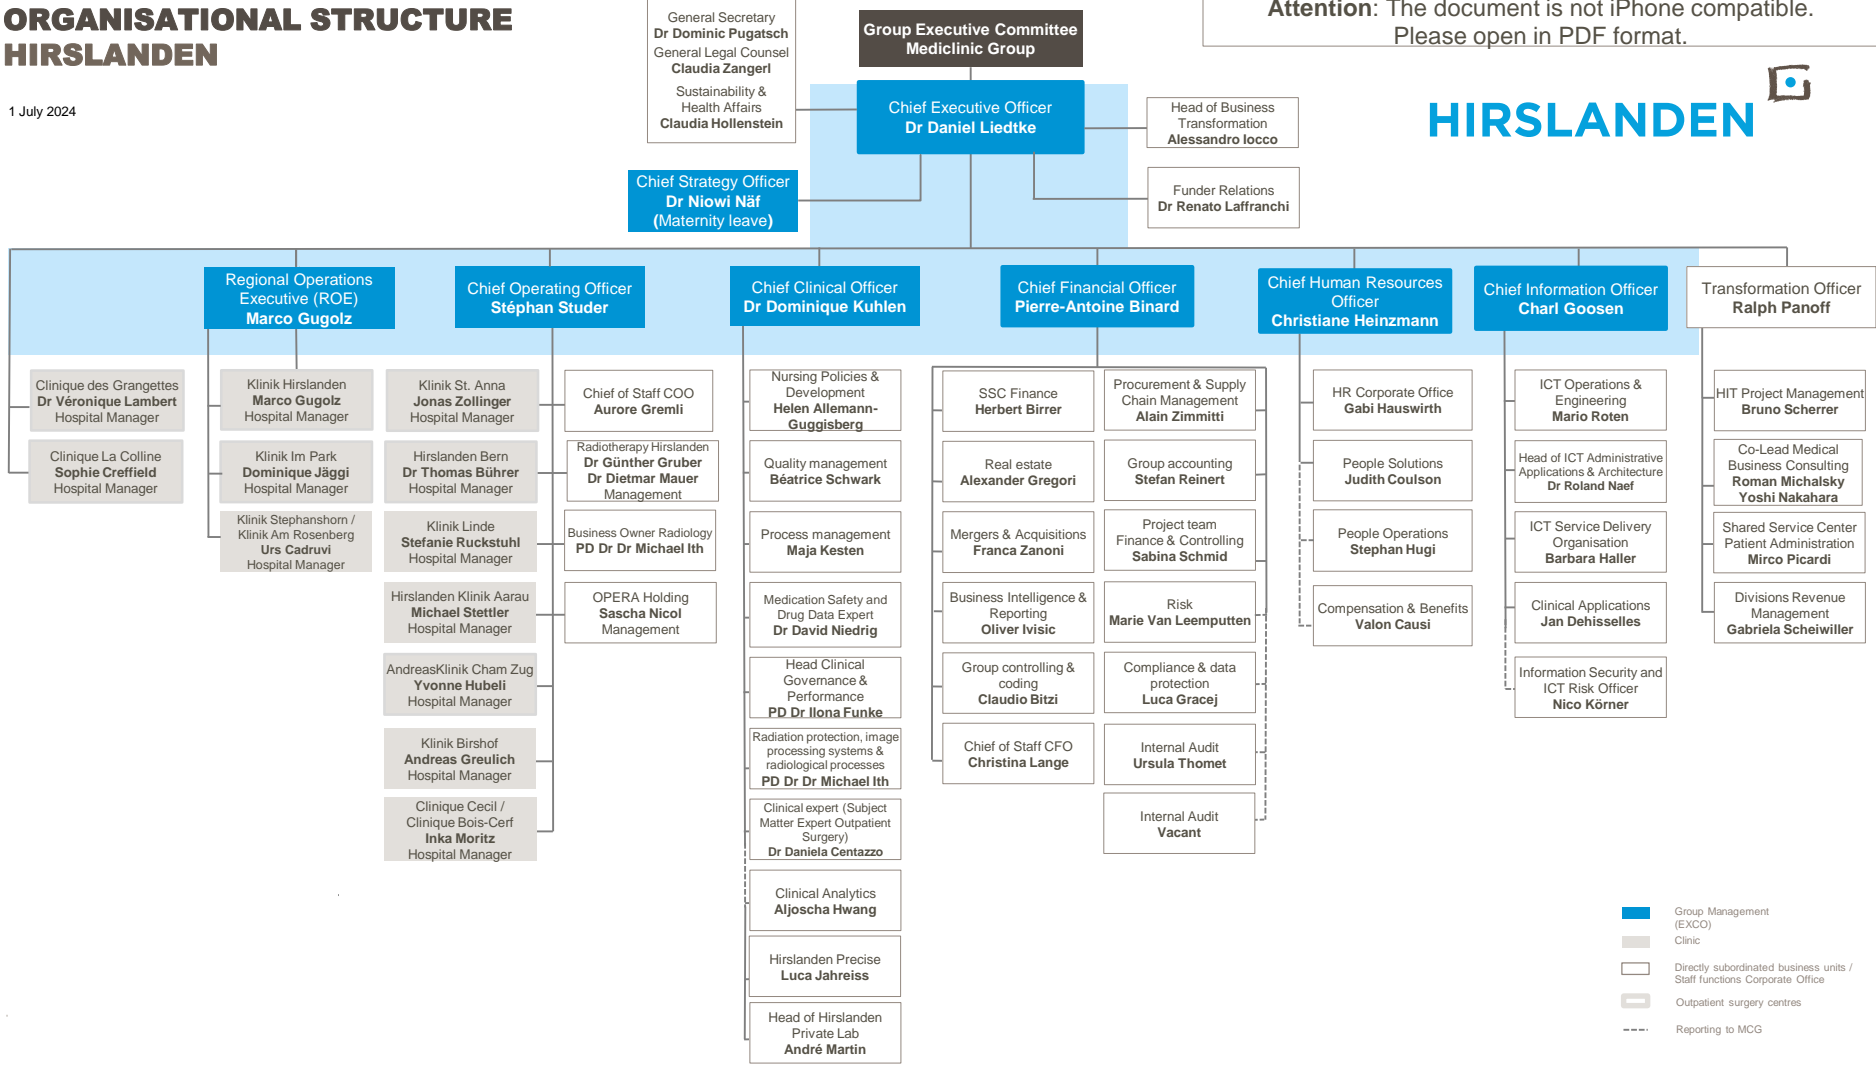 ORGANISATIONAL STRUCTURE
HIRSLANDEN
1 July 2024
General Secretary
Dr Dominic Pugatsch
General Legal Counsel
Claudia Zangerl
Sustainability &
Health Affairs
Claudia Hollenstein
Group Executive Committee
Mediclinic Group
Attention: The document is not iPhone compatible.
Please open in PDF format.
HIRSLANDEN
Chief Executive Officer
Dr Daniel Liedtke
Head of Business
Transformation
Alessandro Iocco
Chief Strategy Officer
Dr Niowi Näf
(Maternity leave)
Funder Relations
Dr Renato Laffranchi
Regional Operations
Executive (ROE)
Marco Gugolz
Chief Operating Officer
Stéphan Studer
Chief Clinical Officer
Dr Dominique Kuhlen
Chief Financial Officer
Pierre-Antoine Binard
Chief Human Resources
Officer
Christiane Heinzmann
Chief Information Officer
Charl Goosen
Transformation Officer
Ralph Panoff
Clinique des Grangettes
Dr Véronique Lambert
Hospital Manager
Clinique La Colline
Sophie Creffield
Hospital Manager
Klinik Hirslanden
Marco Gugolz
Hospital Manager
Klinik Im Park
Dominique Jäggi
Hospital Manager
Klinik Stephanshorn /
Klinik Am Rosenberg
Urs Cadruvi
Hospital Manager
Klinik St. Anna
Jonas Zollinger
Hospital Manager
Hirslanden Bern
Dr Thomas Bührer
Hospital Manager
Klinik Linde
Stefanie Ruckstuhl
Hospital Manager
Hirslanden Klinik Aarau
Michael Stettler
Hospital Manager
AndreasKlinik Cham Zug
Yvonne Hubeli
Hospital Manager
Klinik Birshof
Andreas Greulich
Hospital Manager
Clinique Cecil /
Clinique Bois-Cerf
Inka Moritz
Hospital Manager
Chief of Staff COO
Aurore Gremli
Radiotherapy Hirslanden
Dr Günther Gruber
Dr Dietmar Mauer
Management
Business Owner Radiology
PD Dr Dr Michael Ith
OPERA Holding
Sascha Nicol
Management
Nursing Policies &
Development
Helen Allemann-
Guggisberg
Quality management
Béatrice Schwark
Process management
Maja Kesten
Medication Safety and
Drug Data Expert
Dr David Niedrig
Head Clinical
Governance &
Performance
PD Dr Ilona Funke
Radiation protection, image
processing systems &
radiological processes
PD Dr Dr Michael Ith
Clinical expert (Subject
Matter Expert Outpatient
Surgery)
Dr Daniela Centazzo
Clinical Analytics
Aljoscha Hwang
Hirslanden Precise
Luca Jahreiss
Head of Hirslanden
Private Lab
André Martin
SSC Finance
Herbert Birrer
Real estate
Alexander Gregori
Mergers & Acquisitions
Franca Zanoni
Business Intelligence &
Reporting
Oliver Ivisic
Group controlling &
coding
Claudio Bitzi
Chief of Staff CFO
Christina Lange
Procurement & Supply
Chain Management
Alain Zimmitti
Group accounting
Stefan Reinert
Project team
Finance & Controlling
Sabina Schmid
Risk
Marie Van Leemputten
Compliance & data
protection
Luca Gracej
Internal Audit
Ursula Thomet
Internal Audit
Vacant
HR Corporate Office
Gabi Hauswirth
People Solutions
Judith Coulson
People Operations
Stephan Hugi
Compensation & Benefits
Valon Causi
ICT Operations &
Engineering
Mario Roten
Head of ICT Administrative
Applications & Architecture
Dr Roland Naef
ICT Service Delivery
Organisation
Barbara Haller
Clinical Applications
Jan Dehisselles
Information Security and
ICT Risk Officer
Nico Körner
HIT Project Management
Bruno Scherrer
Co-Lead Medical
Business Consulting
Roman Michalsky
Yoshi Nakahara
Shared Service Center
Patient Administration
Mirco Picardi
Divisions Revenue
Management
Gabriela Scheiwiller
Group Management
(EXCO)
Clinic
Directly subordinated business units /
Staff functions Corporate Office
Outpatient surgery centres
Reporting to MCG